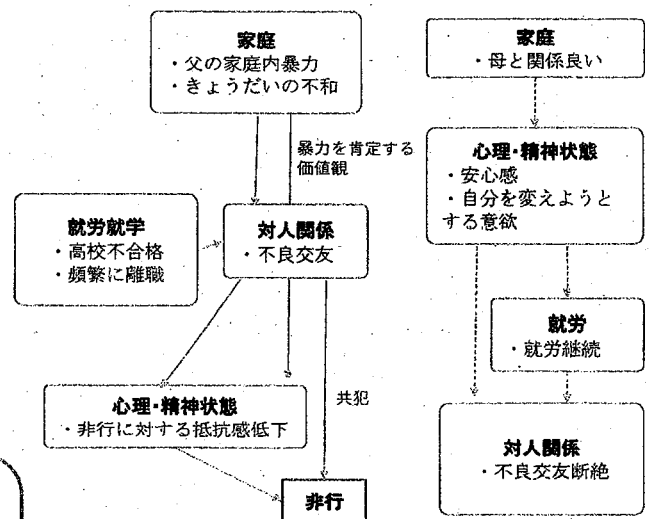 家庭
・父の家庭内暴力
・きょうだいの不和
暴力を肯定する
価値観
就労就学
・高校不合格
・頻繁に離職
対人関係
・不良交友
心理・精神状態
・非行に対する抵抗感低下
共犯
非行
家庭
・母と関係良い
心理・精神状態
・安心感
・自分を変えようと
する意欲
就労
・就労継続
対人関係
・不良交友断絶